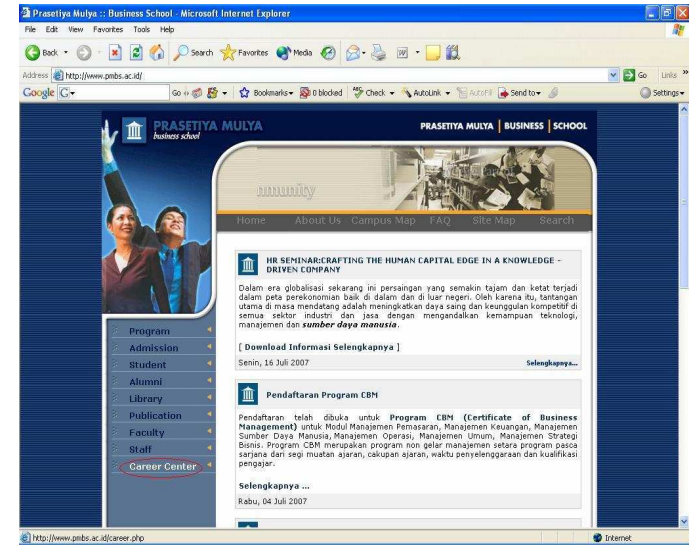 Prasetiya Mulya :: Business School - Microsoft Internet Explorer
File Edit View Favorites Tools Help
Back Search Favorites Media
Address http://www.pmbs.ac.id/ Go Links
Google G Go Bookmarks 0 blocked Check AutoLink AutoFill Send to Settings
PRASETIYA MULYA
business school
PRASETIYA MULYA | BUSINESS | SCHOOL
mmunity
Home About Us Campus Map FAQ Site Map Search
HR SEMINAR:CRAFTING THE HUMAN CAPITAL EDGE IN A KNOWLEDGE -
DRIVEN COMPANY
Dalam era globalisasi sekarang ini persaingan yang semakin tajam dan ketat terjadi
dalam peta perekonomian baik di dalam dan di luar negeri. Oleh karena itu, tantangan
utama di masa mendatang adalah meningkatkan daya saing dan keunggulan kompetitif di
semua sektor industri dan jasa dengan mengandalkan kemampuan teknologi,
manajemen dan sumber daya manusia.
[ Download Informasi Selengkapnya ]
Senin, 16 Juli 2007 Selengkapnya...
Program
Admission
Student
Alumni
Library
Publication
Faculty
Staff
Career Center
Pendaftaran Program CBM
Pendaftaran telah dibuka untuk Program CBM (Certificate of Business
Management) untuk Modul Manajemen Pemasaran, Manajemen Keuangan, Manajemen
Sumber Daya Manusia, Manajemen Operasi, Manajemen Umum, Manajemen Strategi
Bisnis. Program CBM merupakan program non gelar manajemen setara program pasca
sarjana dari segi muatan ajaran, cakupan ajaran, waktu penyelenggaraan dan kualifikasi
pengajar.
Selengkapnya ...
Rabu, 04 Juli 2007
http://www.pmbs.ac.id/career.php Internet